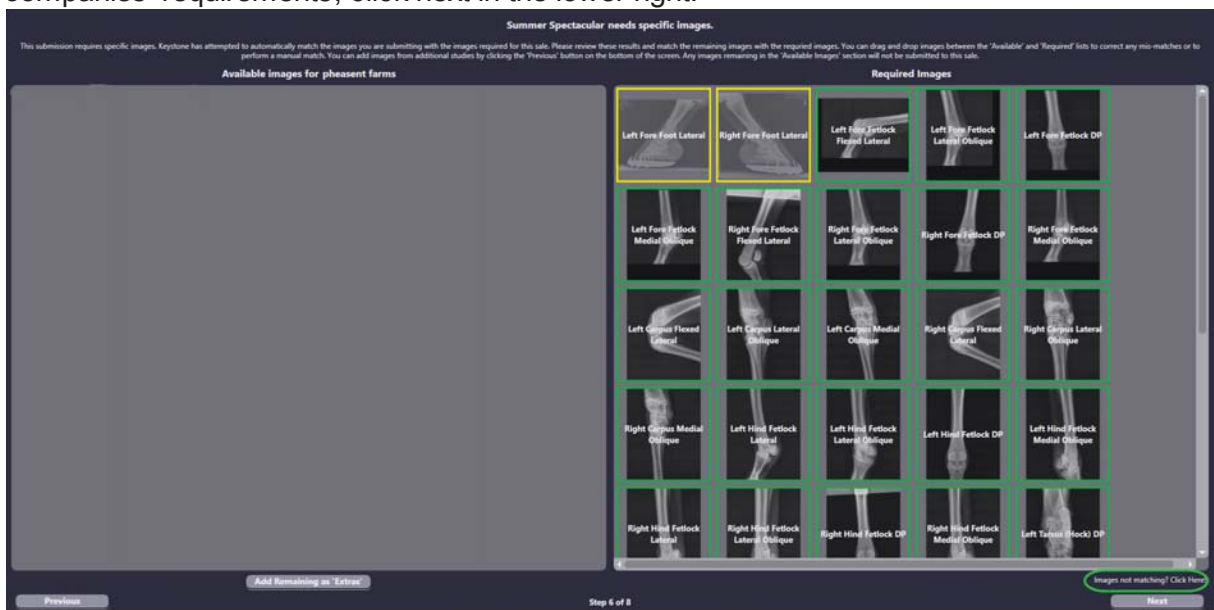 companies' requirements, click next in the lower right.
Summer Spectacular needs specific images.
This submission requires specific images. Keystone has attempted to automatically match the images you are submitting with the images required for this sale. Please review these results and match the remaining images with the requried images. You can drag and drop images between the 'Available' and 'Required' lists to correct any mis-matches or to
perform a manual match. You can add images from additional studies by clicking the 'Previous' button on the bottom of the screen. Any images remaining in the 'Available Images' section will not be submitted to this sale.
Available images for pheasent farms
Required Images
Left Fore Foot Lateral
Right Fore Foot Lateral
Left Fore Fetlock
Flexed Lateral
Left Fore Fetlock
Lateral Oblique
Left Fore Fetlock DP
Left Fore Fetlock
Medial Oblique
Right Fore Fetlock
Flexed Lateral
Right Fore Fetlock
Lateral Oblique
Right Fore Fetlock DP
Right Fore Fetlock
Medial Oblique
Left Carpus Flexed
Lateral
Left Carpus Lateral
Oblique
Left Carpus Medial
Oblique
Right Carpus Flexed
Lateral
Right Carpus Lateral
Oblique
Right Carpus Medial
Oblique
Left Hind Fetlock
Lateral
Left Hind Fetlock
Lateral Oblique
Left Hind Fetlock DP
Left Hind Fetlock
Medial Oblique
Right Hind Fetlock
Lateral
Right Hind Fetlock
Lateral Oblique
Right Hind Fetlock DP
Right Hind Fetlock
Medial Oblique
Left Tarsus (Hock) DP
Add Remaining as 'Extras'
Images not matching? Click Here
Previous
Step 6 of 8
Next